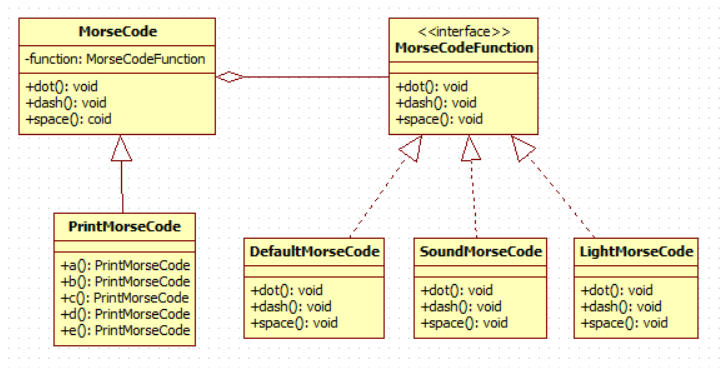 MorseCode
-function: MorseCodeFunction
+dot(): void
+dash(): void
+space(): coid
<<interface>>
MorseCodeFunction
+dot(): void
+dash(): void
+space(): void
PrintMorseCode
+a(): PrintMorseCode
+b(): PrintMorseCode
+c(): PrintMorseCode
+d(): PrintMorseCode
+e(): PrintMorseCode
DefaultMorseCode
+dot(): void
+dash(): void
+space(): void
SoundMorseCode
+dot(): void
+dash(): void
+space(): void
LightMorseCode
+dot(): void
+dash(): void
+space(): void